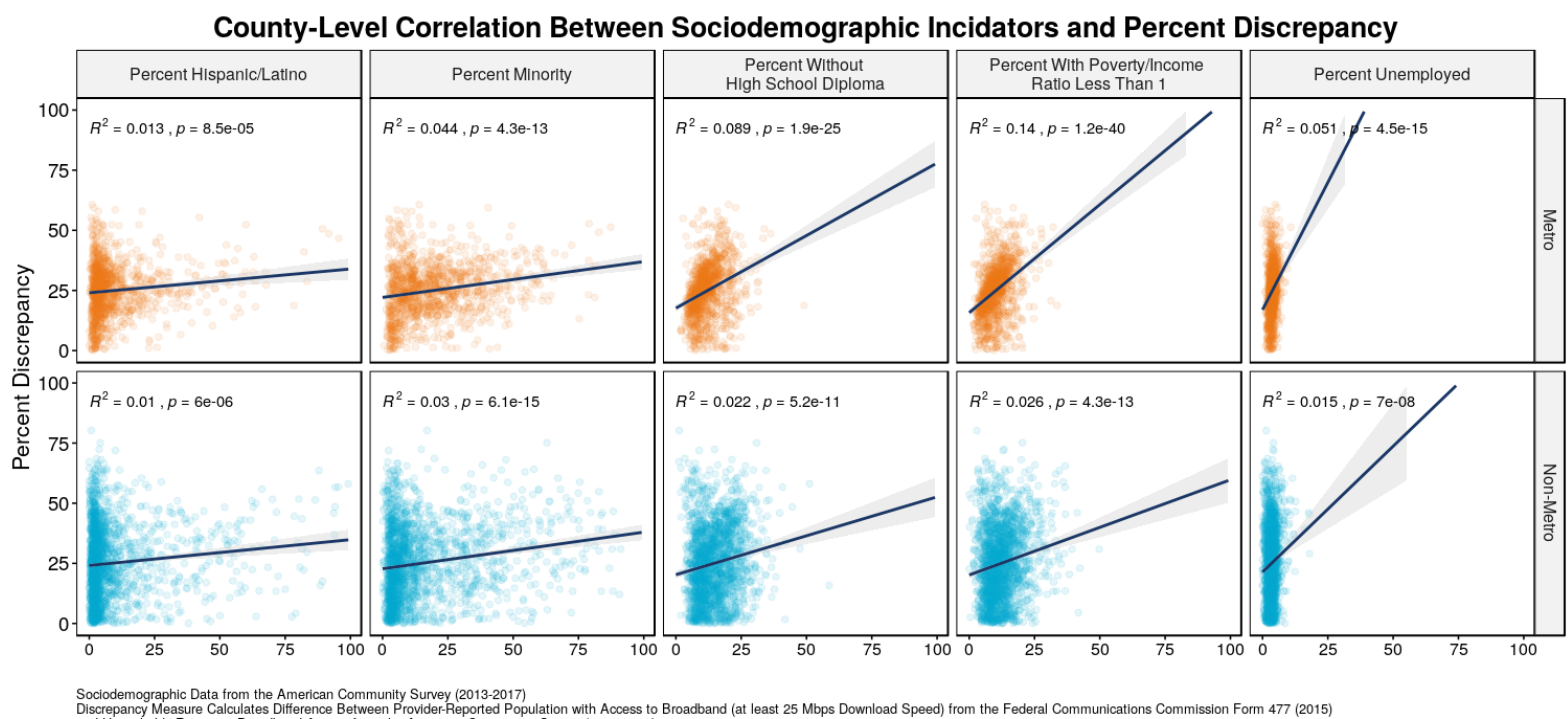 County-Level Correlation Between Sociodemographic Incidators and Percent Discrepancy
Percent Hispanic/Latino
Percent Minority
Percent Without
High School Diploma
Percent With Poverty/Income
Ratio Less Than 1
Percent Unemployed
100
75
50
25
0
R² = 0.013 , p = 8.5e-05
R² = 0.044 , p = 4.3e-13
R² = 0.089 , p = 1.9e-25
R² = 0.14 , p = 1.2e-40
R² = 0.051 , p = 4.5e-15
Metro
Percent Discrepancy
100
75
50
25
0
R² = 0.01 , p = 6e-06
R² = 0.03 , p = 6.1e-15
R² = 0.022 , p = 5.2e-11
R² = 0.026 , p = 4.3e-13
R² = 0.015 , p = 7e-08
Non-Metro
0 25 50 75 100
0 25 50 75 100
0 25 50 75 100
0 25 50 75 100
0 25 50 75 100
Sociodemographic Data from the American Community Survey (2013-2017)
Discrepancy Measure Calculates Difference Between Provider-Reported Population with Access to Broadband (at least 25 Mbps Download Speed) from the Federal Communications Commission Form 477 (2015)